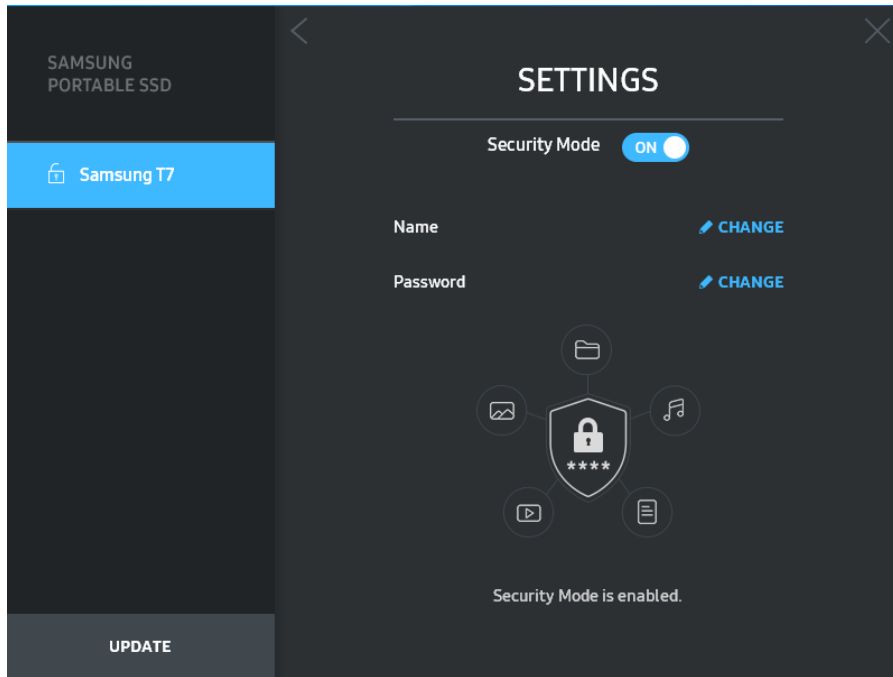 SAMSUNG
PORTABLE SSD
Samsung T7
UPDATE
SETTINGS
Security Mode ON
Name CHANGE
Password CHANGE
****
Security Mode is enabled.